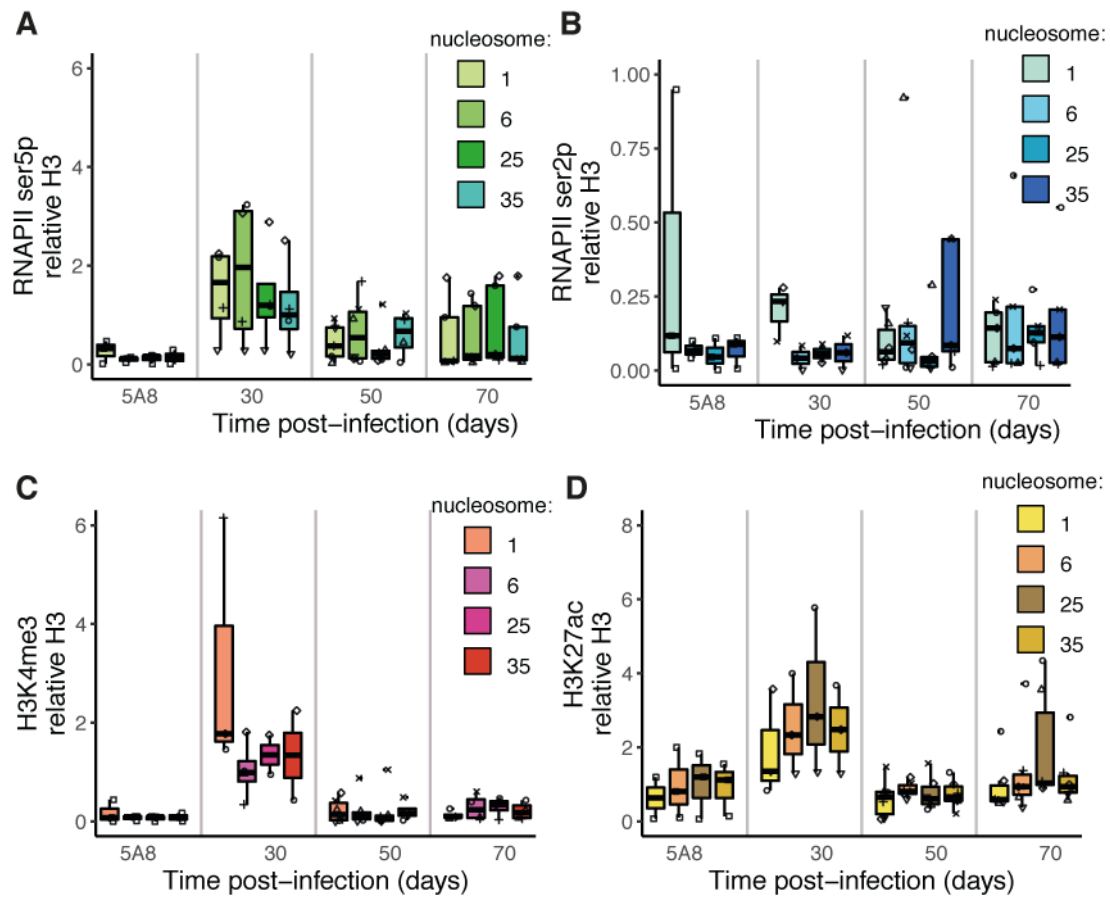 A
nucleosome:
1
6
25
35
6
4
2
0
RNAPII ser5p
relative H3
5A8
30
50
70
Time post−infection (days)
B
nucleosome:
1
6
25
35
1.00
0.75
0.50
0.25
0.00
RNAPII ser2p
relative H3
5A8
30
50
70
Time post−infection (days)
C
nucleosome:
1
6
25
35
6
4
2
0
H3K4me3
relative H3
5A8
30
50
70
Time post−infection (days)
D
nucleosome:
1
6
25
35
8
6
4
2
0
H3K27ac
relative H3
5A8
30
50
70
Time post−infection (days)